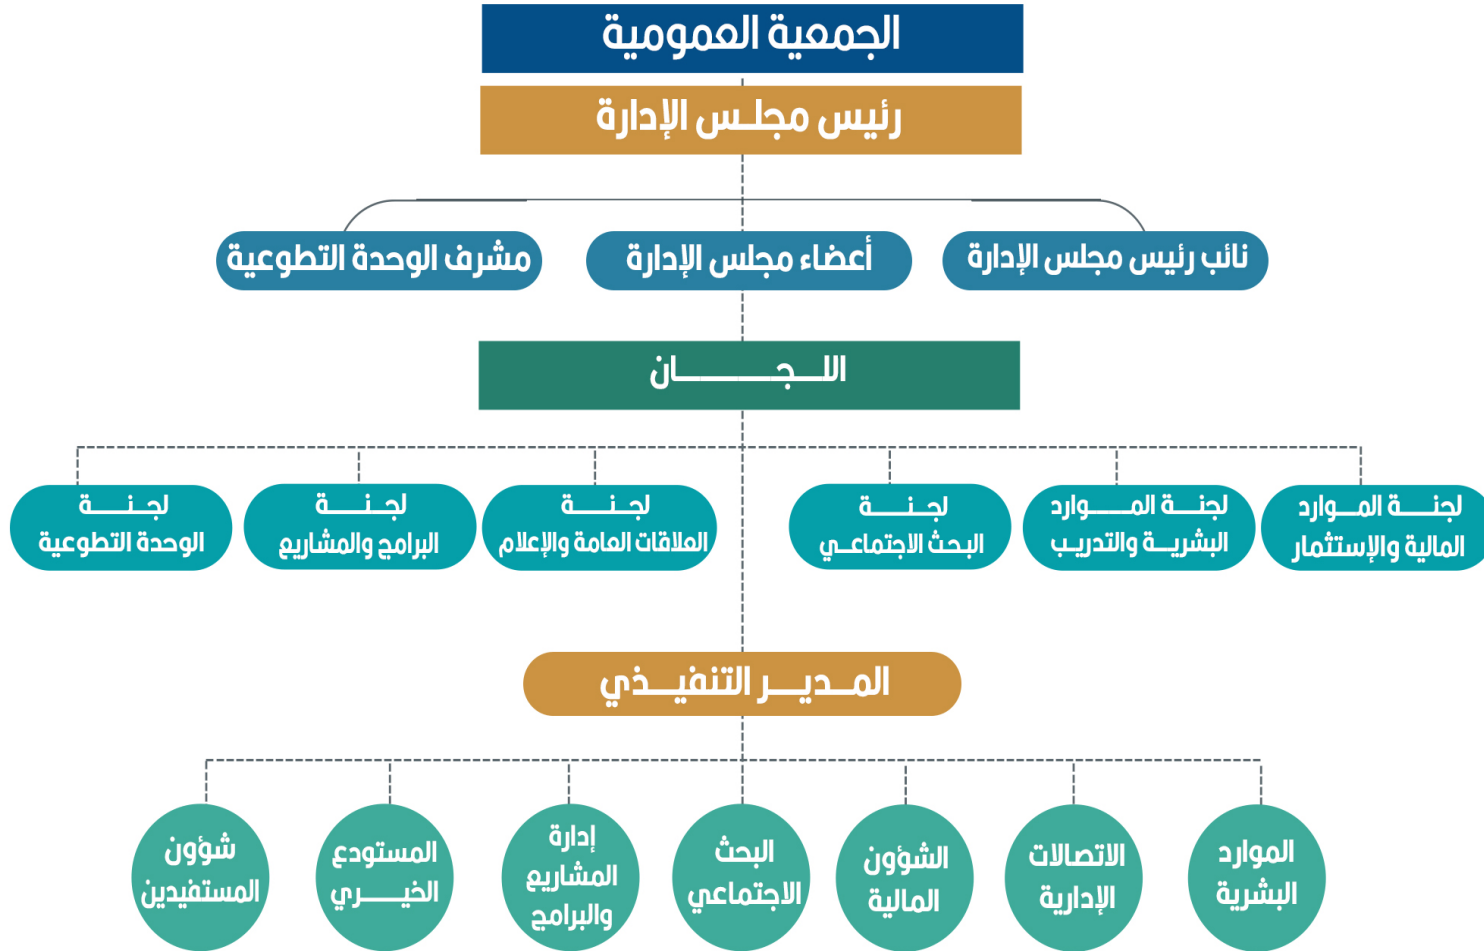 الجمعية العمومية
رئيس مجلس الإدارة
نائب رئيس مجلس الإدارة
أعضاء مجلس الإدارة
مشرف الوحدة التطوعية
اللجان
لجنة الموارد
المالية والإستثمار
لجنة الموارد
البشرية والتدريب
لجنة
البحث الاجتماعي
لجنة
العلاقات العامة والإعلام
لجنة
البرامج والمشاريع
لجنة
الوحدة التطوعية
المدير التنفيذي
الموارد
البشرية
الاتصالات
الإدارية
الشؤون
المالية
البحث
الاجتماعي
إدارة
المشاريع
والبرامج
المستودع
الخيري
شؤون
المستفيدين